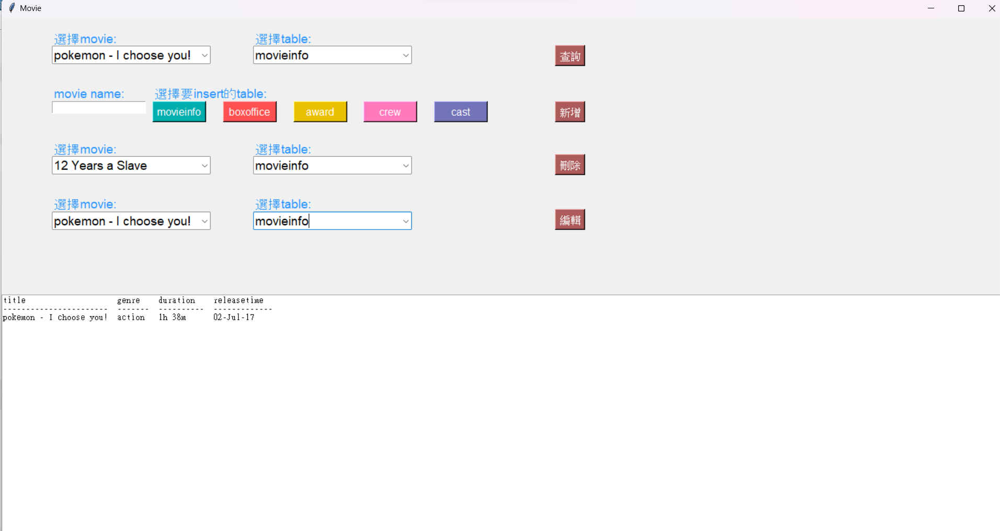 Movie
選擇movie: 選擇table:
pokemon - I choose you! movieinfo 查詢
movie name: 選擇要insert的table:
movieinfo boxoffice award crew cast 新增
選擇movie: 選擇table:
12 Years a Slave movieinfo 刪除
選擇movie: 選擇table:
pokemon - I choose you! movieinfo 編輯
title genre duration releasetime
----------------------- ------- ---------- -------------
pokemon - I choose you! action 1h 38m 02-Jul-17